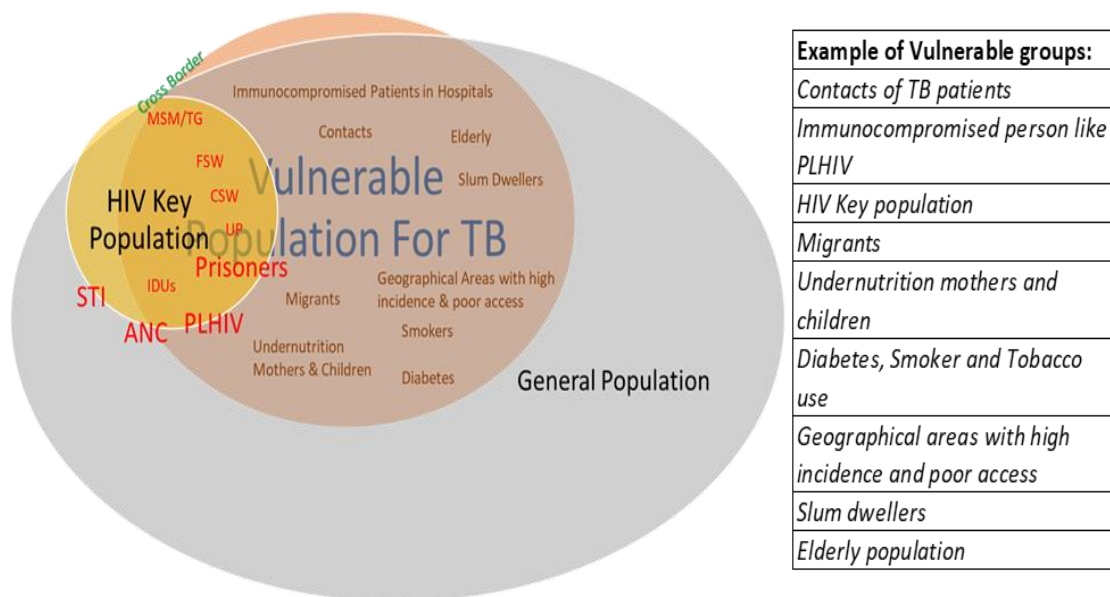 Cross Border
MSM/TG
FSW
CSW
UP
HIV Key
Population
Prisoners
IDUs
STI
ANC
PLHIV
Immunocompromised Patients in Hospitals
Contacts
Elderly
Vulnerable
Slum Dwellers
Population For TB
Geographical Areas with high
incidence & poor access
Migrants
Smokers
Undernutrition
Mothers & Children
Diabetes
General Population
Example of Vulnerable groups:
Contacts of TB patients
Immunocompromised person like
PLHIV
HIV Key population
Migrants
Undernutrition mothers and
children
Diabetes, Smoker and Tobacco
use
Geographical areas with high
incidence and poor access
Slum dwellers
Elderly population